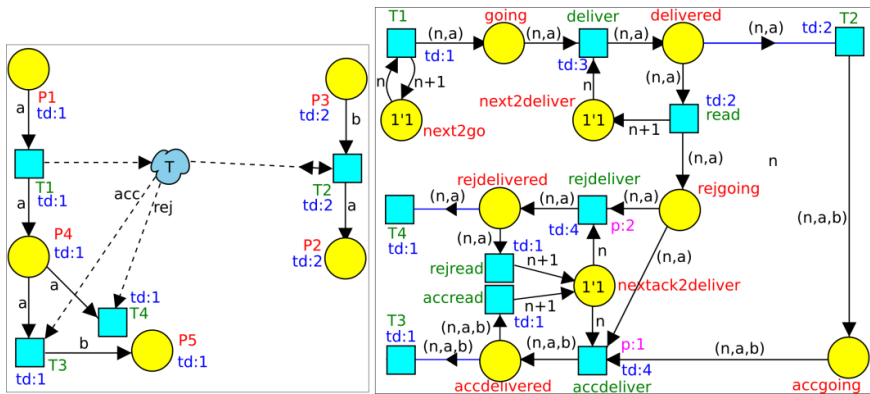 P1
td:1
a
T1
td:1
a
P4
td:1
a
a
td:1
T4
T3
td:1
b
P5
td:1
T
acc
rej
P3
td:2
b
T2
td:2
a
P2
td:2
T1
td:1
(n,a)
going
(n,a)
deliver
td:3
(n,a)
delivered
td:2
T2
n
n+1
1'1
next2go
next2deliver
n
1'1
n+1
(n,a)
td:2
read
(n,a)
n
rejdelivered
rejdeliver
rejgoing
(n,a)
(n,a)
(n,a)
T4
td:1
td:4
p:2
(n,a)
td:1
rejread
n+1
n
(n,a)
1'1
nextack2deliver
accread
n+1
td:1
(n,a,b)
n
T3
td:1
(n,a,b)
(n,a,b)
p:1
td:4
accdelivered
accdeliver
(n,a,b)
(n,a,b)
accgoing